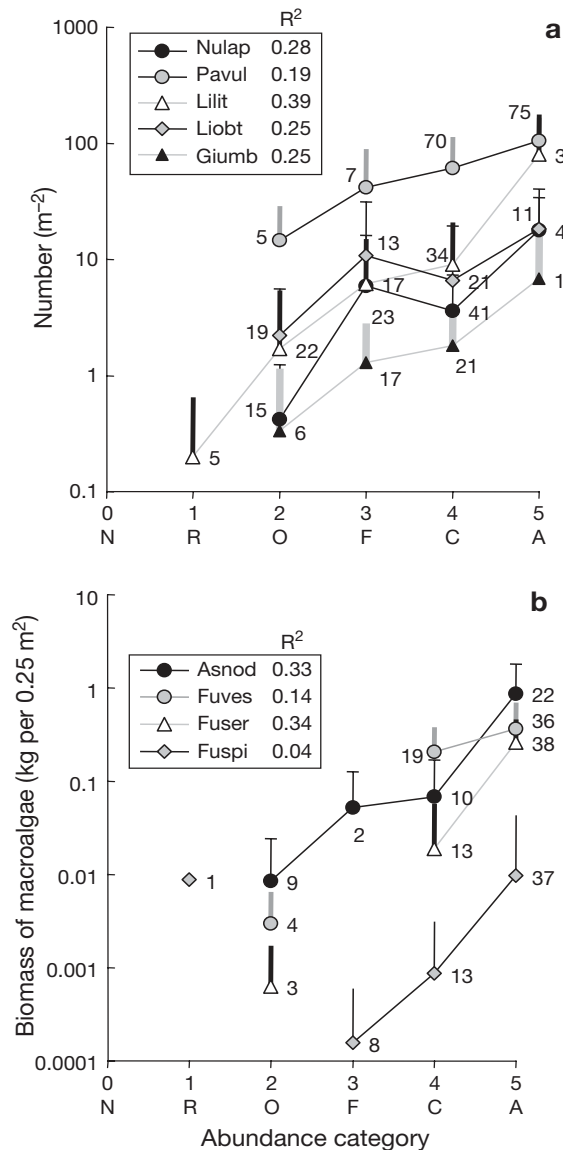 a
R²
Nulap 0.28
Pavul 0.19
Lilit 0.39
Liobt 0.25
Giumb 0.25
Number (m⁻²)
1000
100
10
1
0.1
75
3
70
7
5
11
4
13
34
21
17
41
19
22
23
1
15
17
21
6
5
0 1 2 3 4 5
N R O F C A
b
R²
Asnod 0.33
Fuves 0.14
Fuser 0.34
Fuspi 0.04
Biomass of macroalgae (kg per 0.25 m²)
10
1
0.1
0.01
0.001
0.0001
22
36
19
38
10
2
13
1
9
37
4
3
13
8
0 1 2 3 4 5
N R O F C A
Abundance category